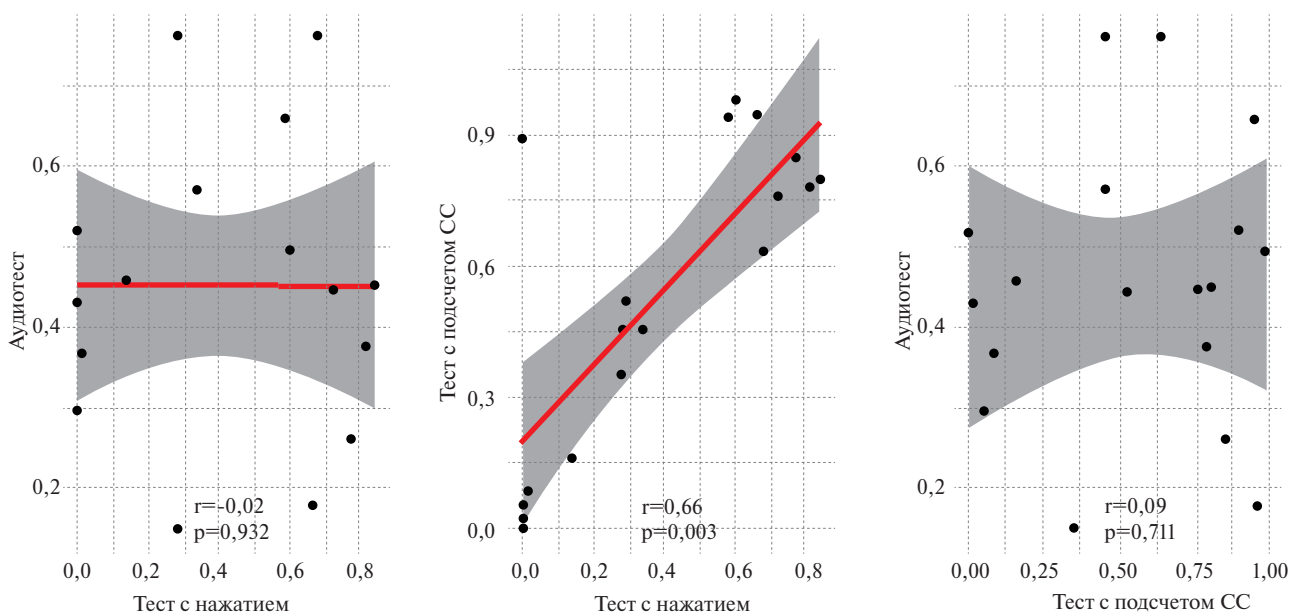 Аудиотест
0,6
0,4
0,2
r=-0,02
p=0,932
0,0 0,2 0,4 0,6 0,8
Тест с нажатием
Тест с подсчетом СС
0,9
0,6
0,3
0,0
r=0,66
p=0,003
0,0 0,2 0,4 0,6 0,8
Тест с нажатием
Аудиотест
0,6
0,4
0,2
r=0,09
p=0,711
0,00 0,25 0,50 0,75 1,00
Тест с подсчетом СС